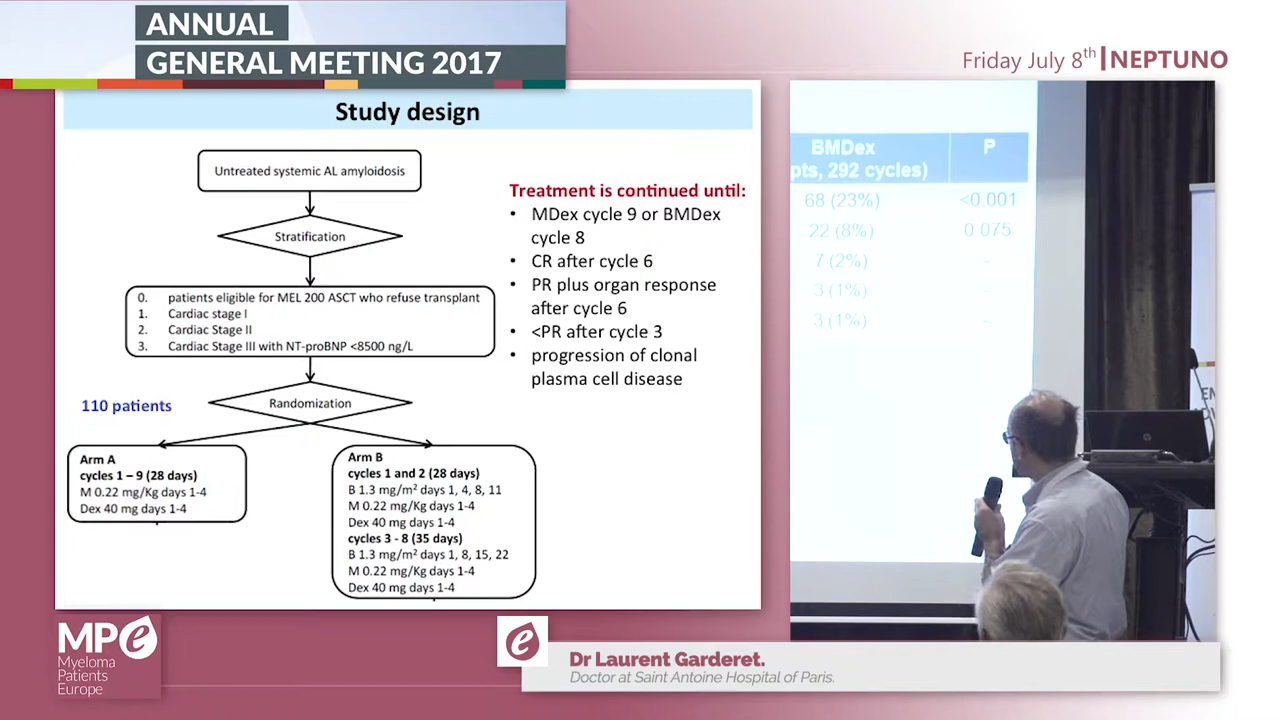 ANNUAL
GENERAL MEETING 2017
Friday July 8th | NEPTUNO
Study design
Untreated systemic AL amyloidosis
Stratification
0. patients eligible for MEL 200 ASCT who refuse transplant
1. Cardiac stage I
2. Cardiac Stage II
3. Cardiac Stage III with NT-proBNP <8500 ng/L
110 patients
Randomization
Arm A
cycles 1 – 9 (28 days)
M 0.22 mg/Kg days 1-4
Dex 40 mg days 1-4
Arm B
cycles 1 and 2 (28 days)
B 1.3 mg/m² days 1, 4, 8, 11
M 0.22 mg/Kg days 1-4
Dex 40 mg days 1-4
cycles 3 - 8 (35 days)
B 1.3 mg/m² days 1, 8, 15, 22
M 0.22 mg/Kg days 1-4
Dex 40 mg days 1-4
Treatment is continued until:
• MDex cycle 9 or BMDex
cycle 8
• CR after cycle 6
• PR plus organ response
after cycle 6
• <PR after cycle 3
• progression of clonal
plasma cell disease
BMDex P
pts, 292 cycles)
68 (23%) <0.001
22 (8%) 0.075
7 (2%) -
3 (1%) -
3 (1%) -
MPe
Myeloma
Patients
Europe
e
Dr Laurent Garderet.
Doctor at Saint Antoine Hospital of Paris.